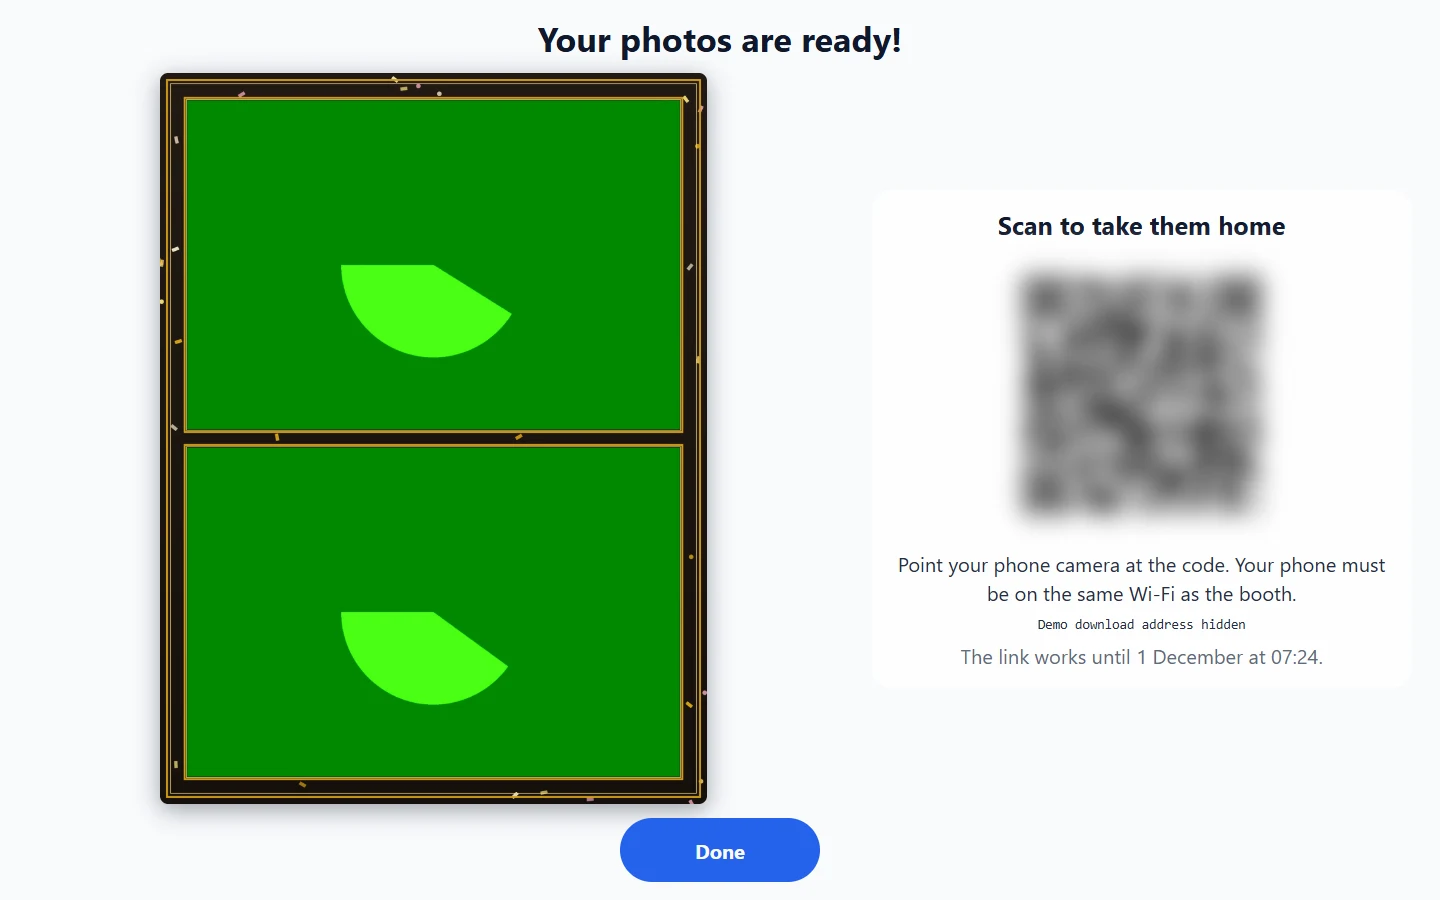 Your photos are ready!
Scan to take them home
Point your phone camera at the code. Your phone must
be on the same Wi-Fi as the booth.
Demo download address hidden
The link works until 1 December at 07:24.
Done